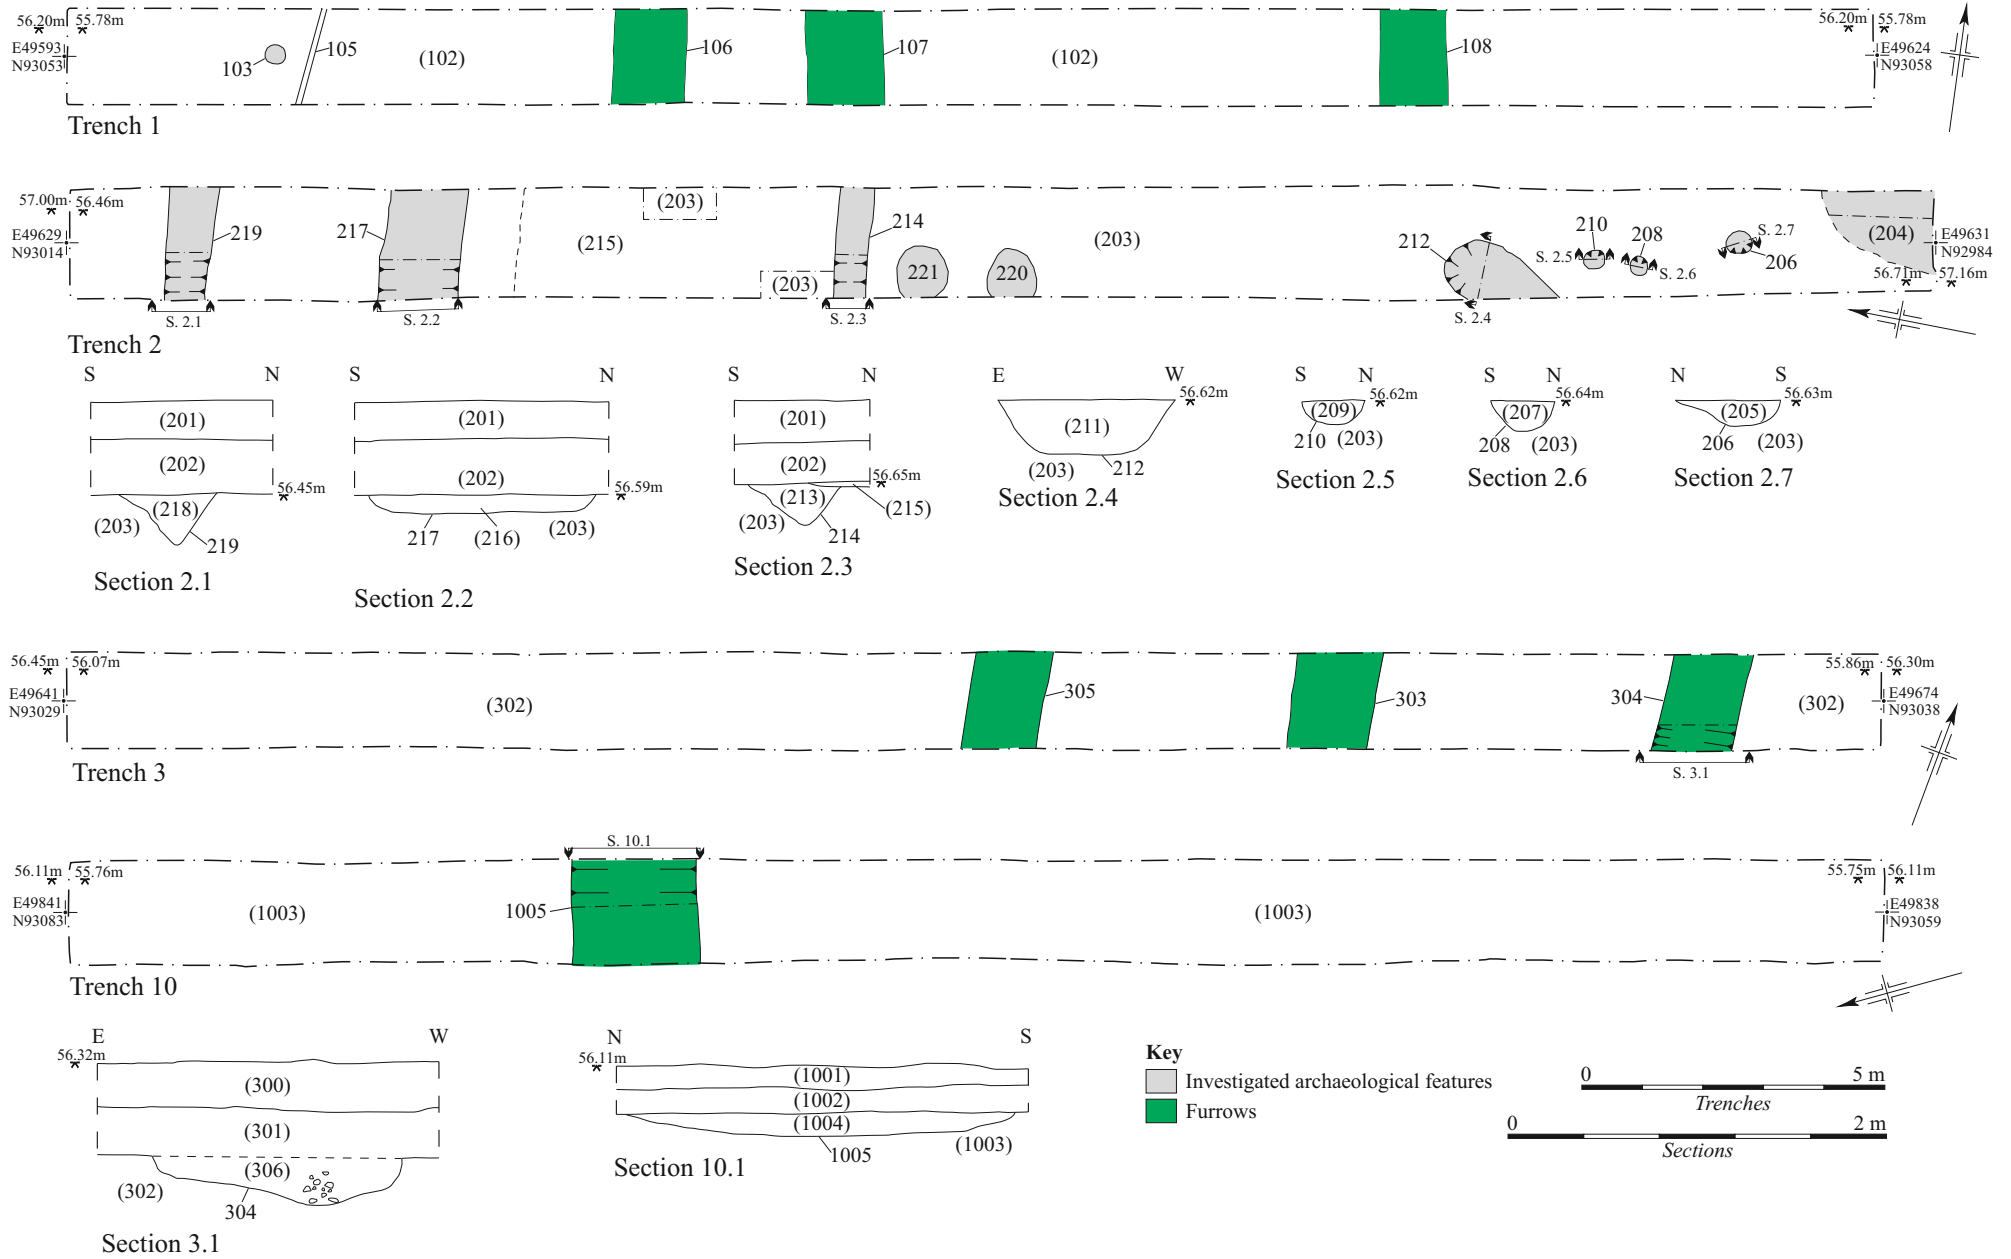 56.20m 55.78m
E49593
N93053
103
105
(102)
106
107
(102)
108
56.20m 55.78m
E49624
N93058
Trench 1
57.00m 56.46m
E49629
N93014
219
217
(215)
(203)
(203)
214
221
220
(203)
212
S. 2.5
210
208
S. 2.6
S. 2.7
206
(204)
E49631
N92984
56.71m 57.16m
S. 2.1
S. 2.2
S. 2.3
S. 2.4
Trench 2
S N
(201)
(202)
56.45m
(218)
(203)
219
Section 2.1
S N
(201)
(202)
56.59m
217
(216)
(203)
Section 2.2
S N
(201)
(202)
56.65m
(213)
(203)
(215)
214
Section 2.3
E W
56.62m
(211)
(203)
212
Section 2.4
S N
56.62m
(209)
210
(203)
Section 2.5
S N
56.64m
(207)
208
(203)
Section 2.6
N S
56.63m
(205)
206
(203)
Section 2.7
56.45m 56.07m
E49641
N93029
(302)
305
303
304
(302)
55.86m 56.30m
E49674
N93038
S. 3.1
Trench 3
S. 10.1
56.11m 55.76m
E49841
N93083
(1003)
1005
(1003)
55.75m 56.11m
E49838
N93059
Trench 10
E W
56.32m
(300)
(301)
(306)
(302)
304
Section 3.1
N S
56.11m
(1001)
(1002)
(1004)
(1003)
1005
Section 10.1
Key
Investigated archaeological features
Furrows
0 5 m
Trenches
0 2 m
Sections